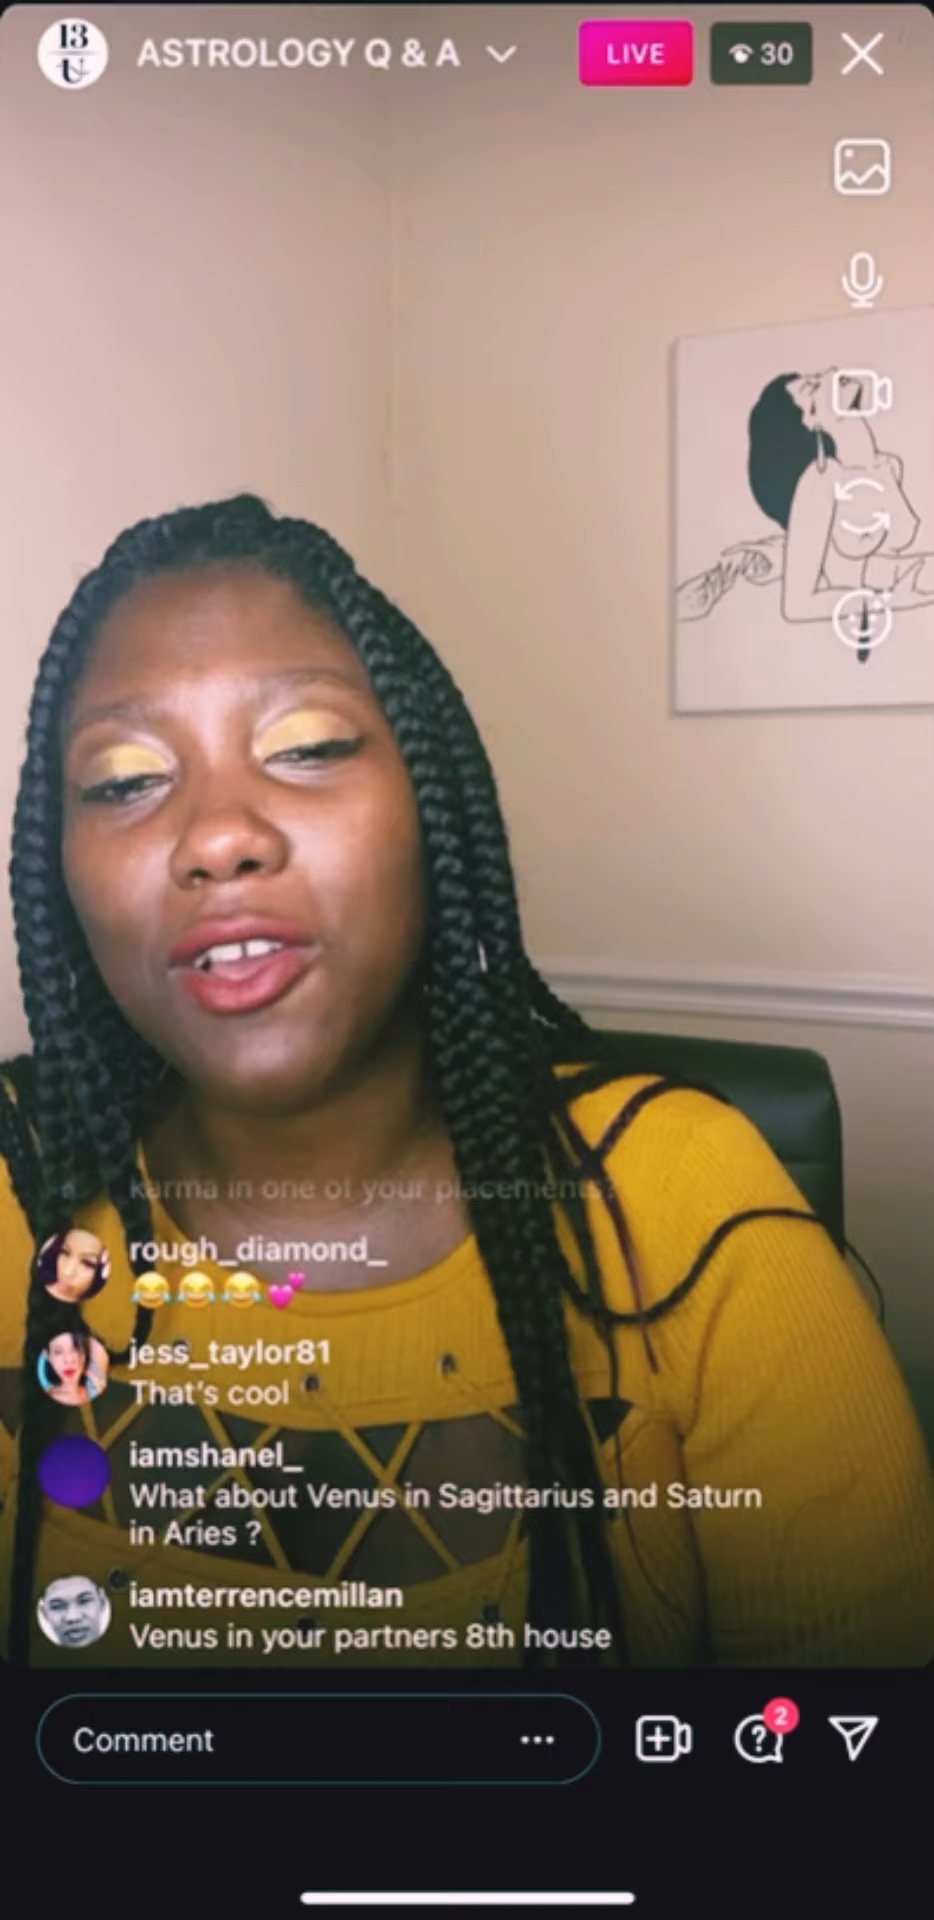 13
U
ASTROLOGY Q & A
LIVE
30
karma in one of your placements?
rough_diamond_
😂😂😂💕
jess_taylor81
That's cool
iamshanel_
What about Venus in Sagittarius and Saturn
in Aries ?
iamterrencemillan
Venus in your partners 8th house
Comment
2